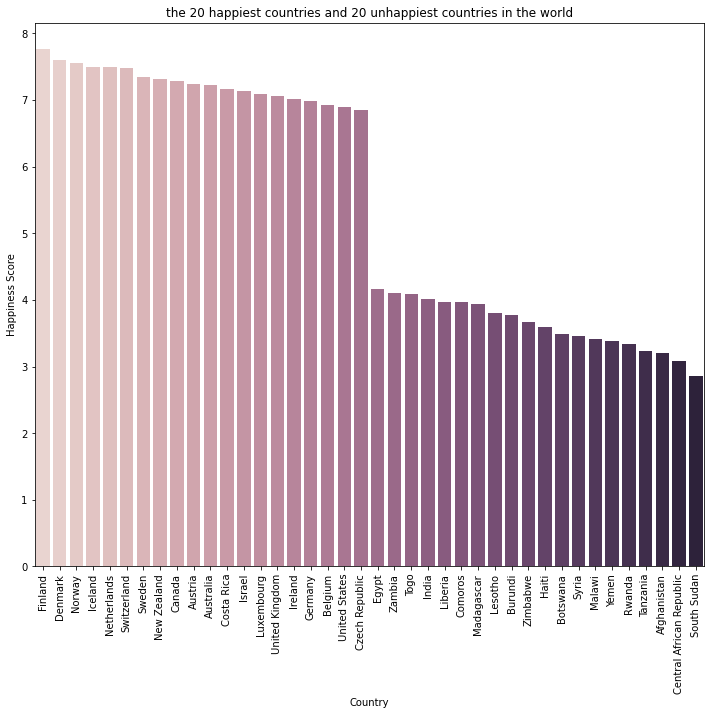 the 20 happiest countries and 20 unhappiest countries in the world
8
7
6
5
4
3
2
1
0
Happiness Score
Finland
Denmark
Norway
Iceland
Netherlands
Switzerland
Sweden
New Zealand
Canada
Austria
Australia
Costa Rica
Israel
Luxembourg
United Kingdom
Ireland
Germany
Belgium
United States
Czech Republic
Egypt
Zambia
Togo
India
Liberia
Comoros
Madagascar
Lesotho
Burundi
Zimbabwe
Haiti
Botswana
Syria
Malawi
Yemen
Rwanda
Tanzania
Afghanistan
Central African Republic
South Sudan
Country